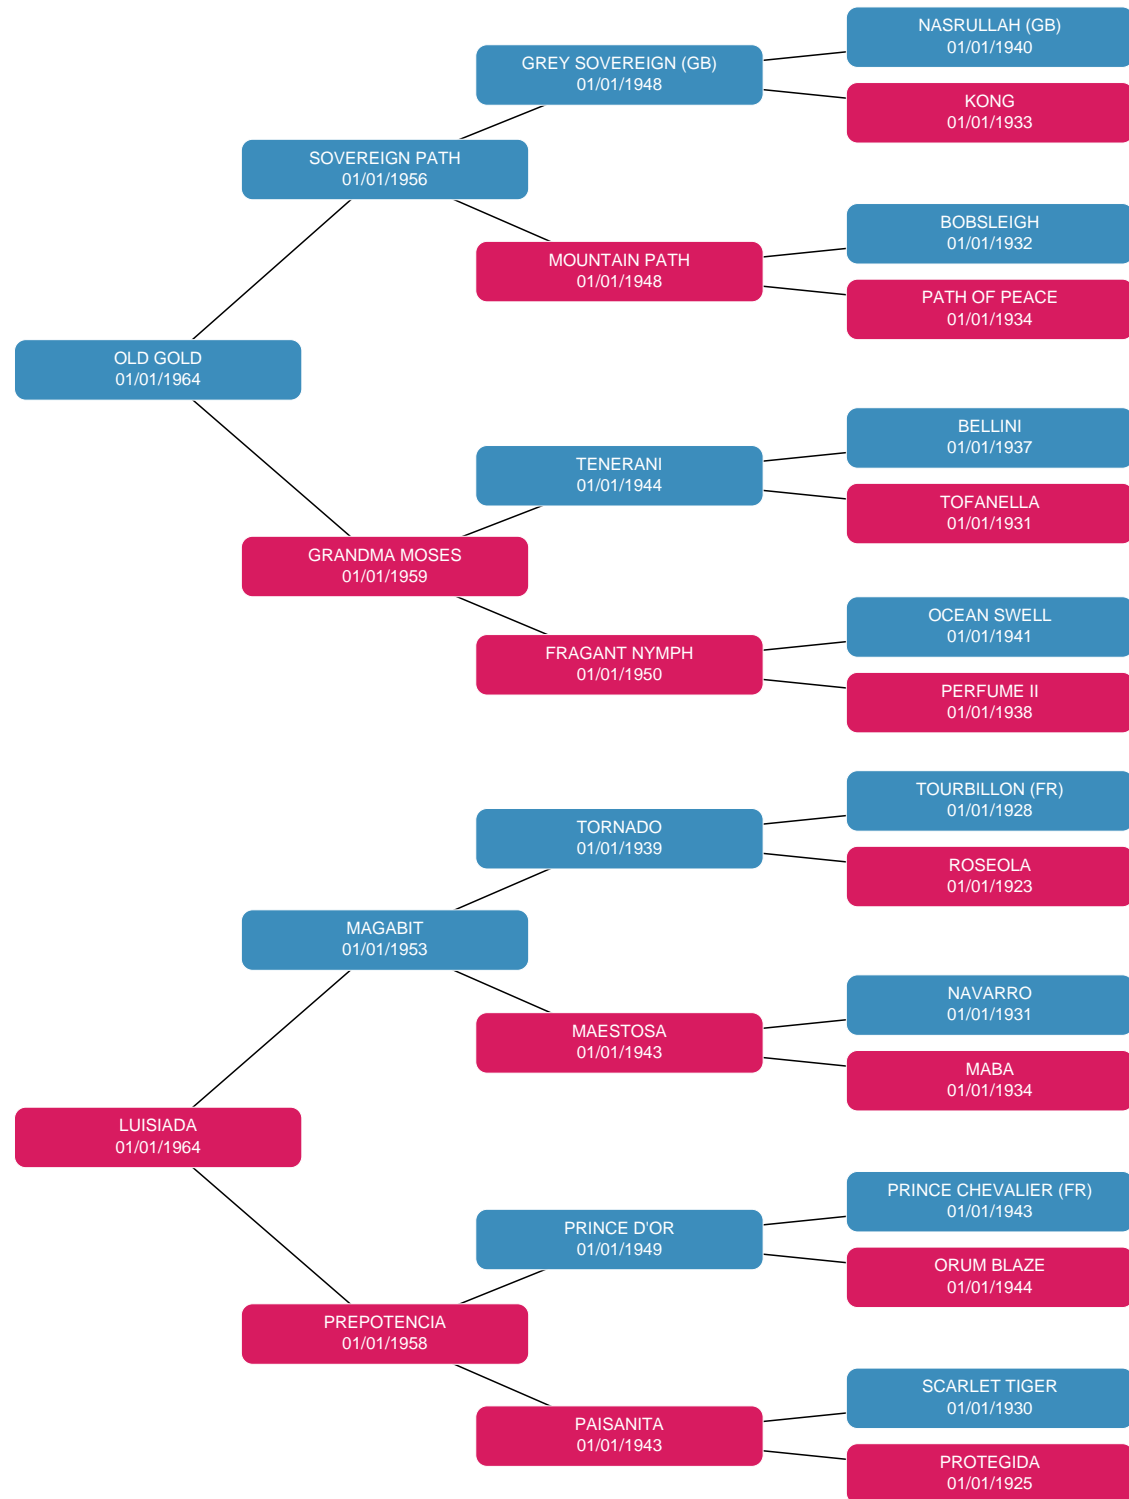 NASRULLAH (GB)
01/01/1940
GREY SOVEREIGN (GB)
01/01/1948
KONG
01/01/1933
SOVEREIGN PATH
01/01/1956
BOBSLEIGH
01/01/1932
MOUNTAIN PATH
01/01/1948
PATH OF PEACE
01/01/1934
OLD GOLD
01/01/1964
BELLINI
01/01/1937
TENERANI
01/01/1944
TOFANELLA
01/01/1931
GRANDMA MOSES
01/01/1959
OCEAN SWELL
01/01/1941
FRAGANT NYMPH
01/01/1950
PERFUME II
01/01/1938
TOURBILLON (FR)
01/01/1928
TORNADO
01/01/1939
ROSEOLA
01/01/1923
MAGABIT
01/01/1953
NAVARRO
01/01/1931
MAESTOSA
01/01/1943
MABA
01/01/1934
LUISIADA
01/01/1964
PRINCE CHEVALIER (FR)
01/01/1943
PRINCE D'OR
01/01/1949
ORUM BLAZE
01/01/1944
PREPOTENCIA
01/01/1958
SCARLET TIGER
01/01/1930
PAISANITA
01/01/1943
PROTEGIDA
01/01/1925